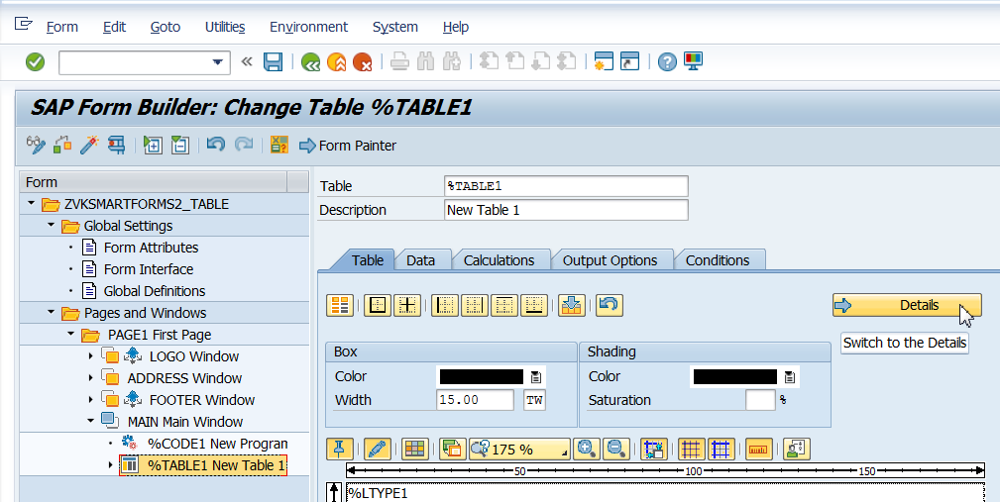 Form Edit Goto Utilities Environment System Help
SAP Form Builder: Change Table %TABLE1
Form Painter
Form
ZVKSMARTFORMS2_TABLE
Global Settings
Form Attributes
Form Interface
Global Definitions
Pages and Windows
PAGE1 First Page
LOGO Window
ADDRESS Window
FOOTER Window
MAIN Main Window
%CODE1 New Program
%TABLE1 New Table 1
Table %TABLE1
Description New Table 1
Table Data Calculations Output Options Conditions
Details
Switch to the Details
Box Shading
Color Color
Width 15.00 TW Saturation %
175 %
50 100 150
%LTYPE1